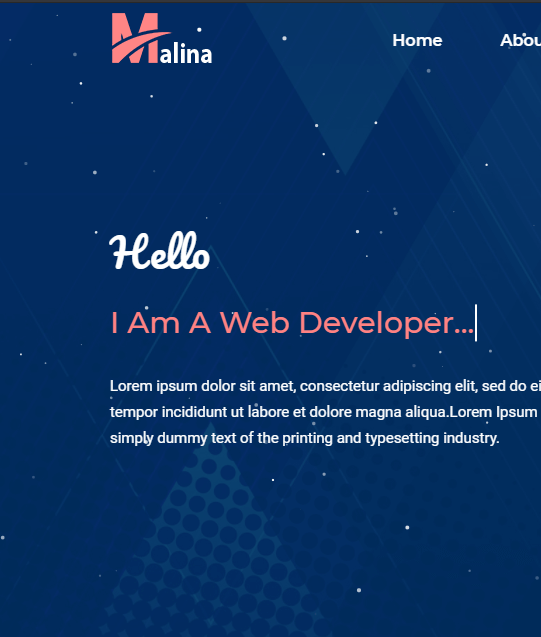 Malina
Home
Abou
Hello
I Am A Web Developer...
Lorem ipsum dolor sit amet, consectetur adipiscing elit, sed do ei
tempor incididunt ut labore et dolore magna aliqua.Lorem Ipsum
simply dummy text of the printing and typesetting industry.